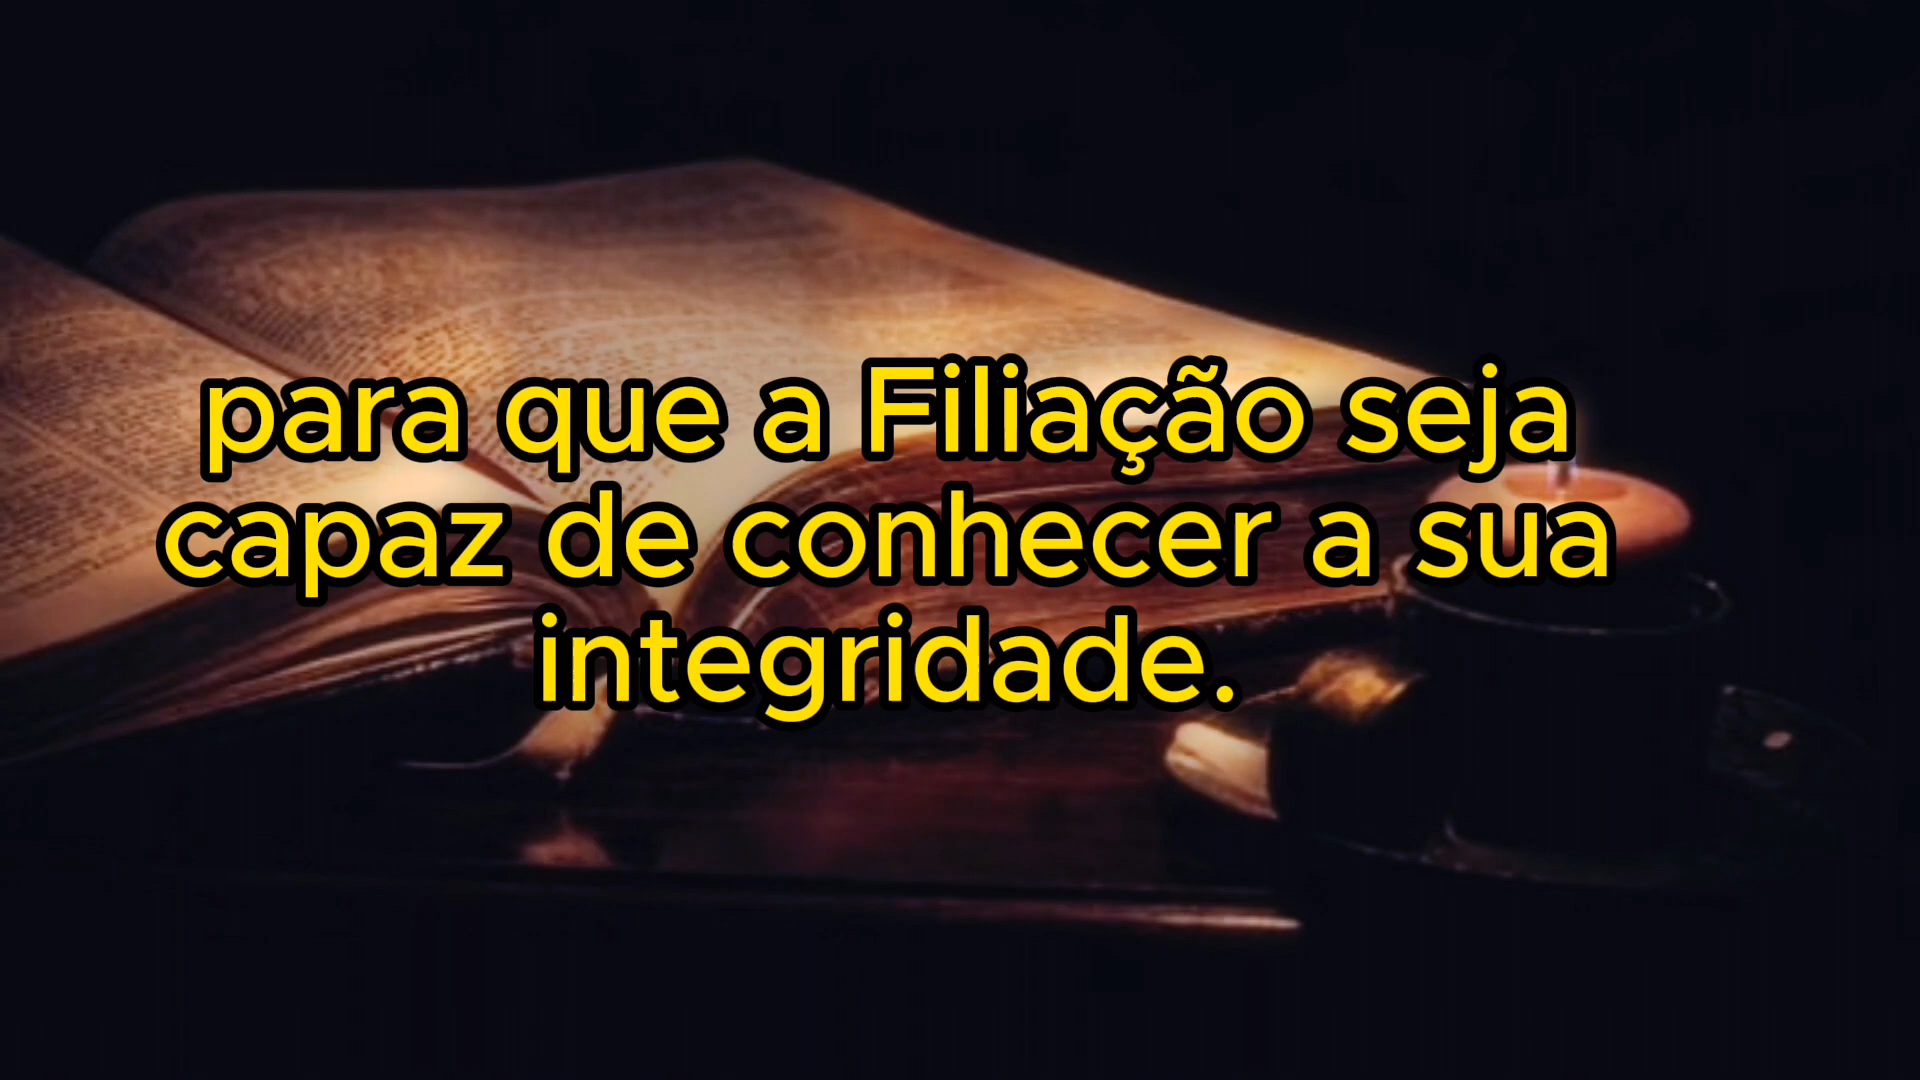 para que a Filiação seja
capaz de conhecer a sua
integridade.